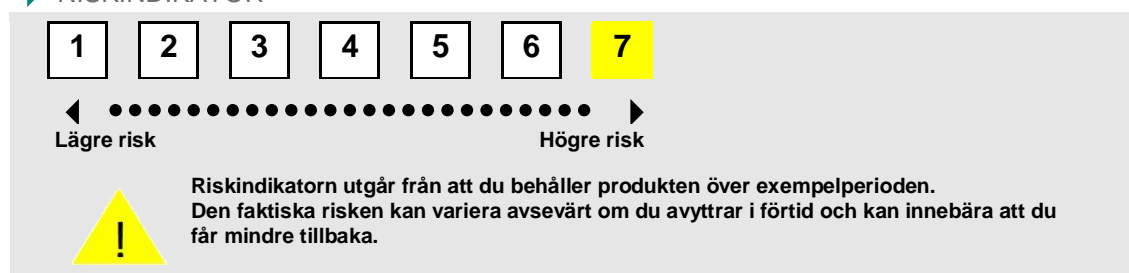 RISKINDIKATOR
1 2 3 4 5 6 7
Lägre risk Högre risk
Riskindikatorn utgår från att du behåller produkten över exempelperioden.
Den faktiska risken kan variera avsevärt om du avyttrar i förtid och kan innebära att du
får mindre tillbaka.
!